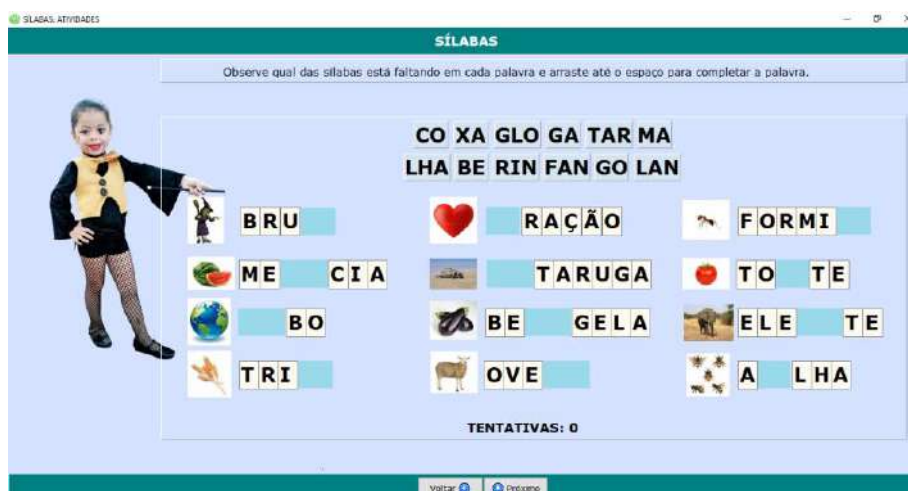 SÍLABAS: ATIVIDADES
SÍLABAS
Observe qual das sílabas está faltando em cada palavra e arraste até o espaço para completar a palavra.
CO XA GLO GA TAR MA
LHA BE RIN FAN GO LAN
BRU RAÇÃO FORMI
ME CIA TARUGA TO TE
BO BE GELA ELE TE
TRI OVE A LHA
TENTATIVAS: 0
Voltar Próximo